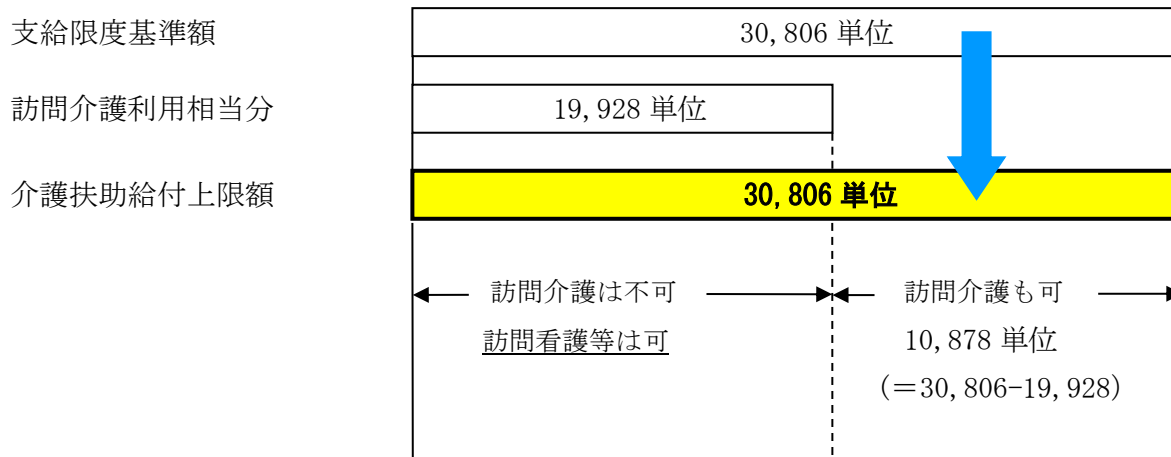 支給限度基準額
30,806 単位
訪問介護利用相当分
19,928 単位
介護扶助給付上限額
30,806 単位
訪問介護は不可
訪問介護も可
訪問看護等は可
10,878 単位
(＝30,806-19,928)